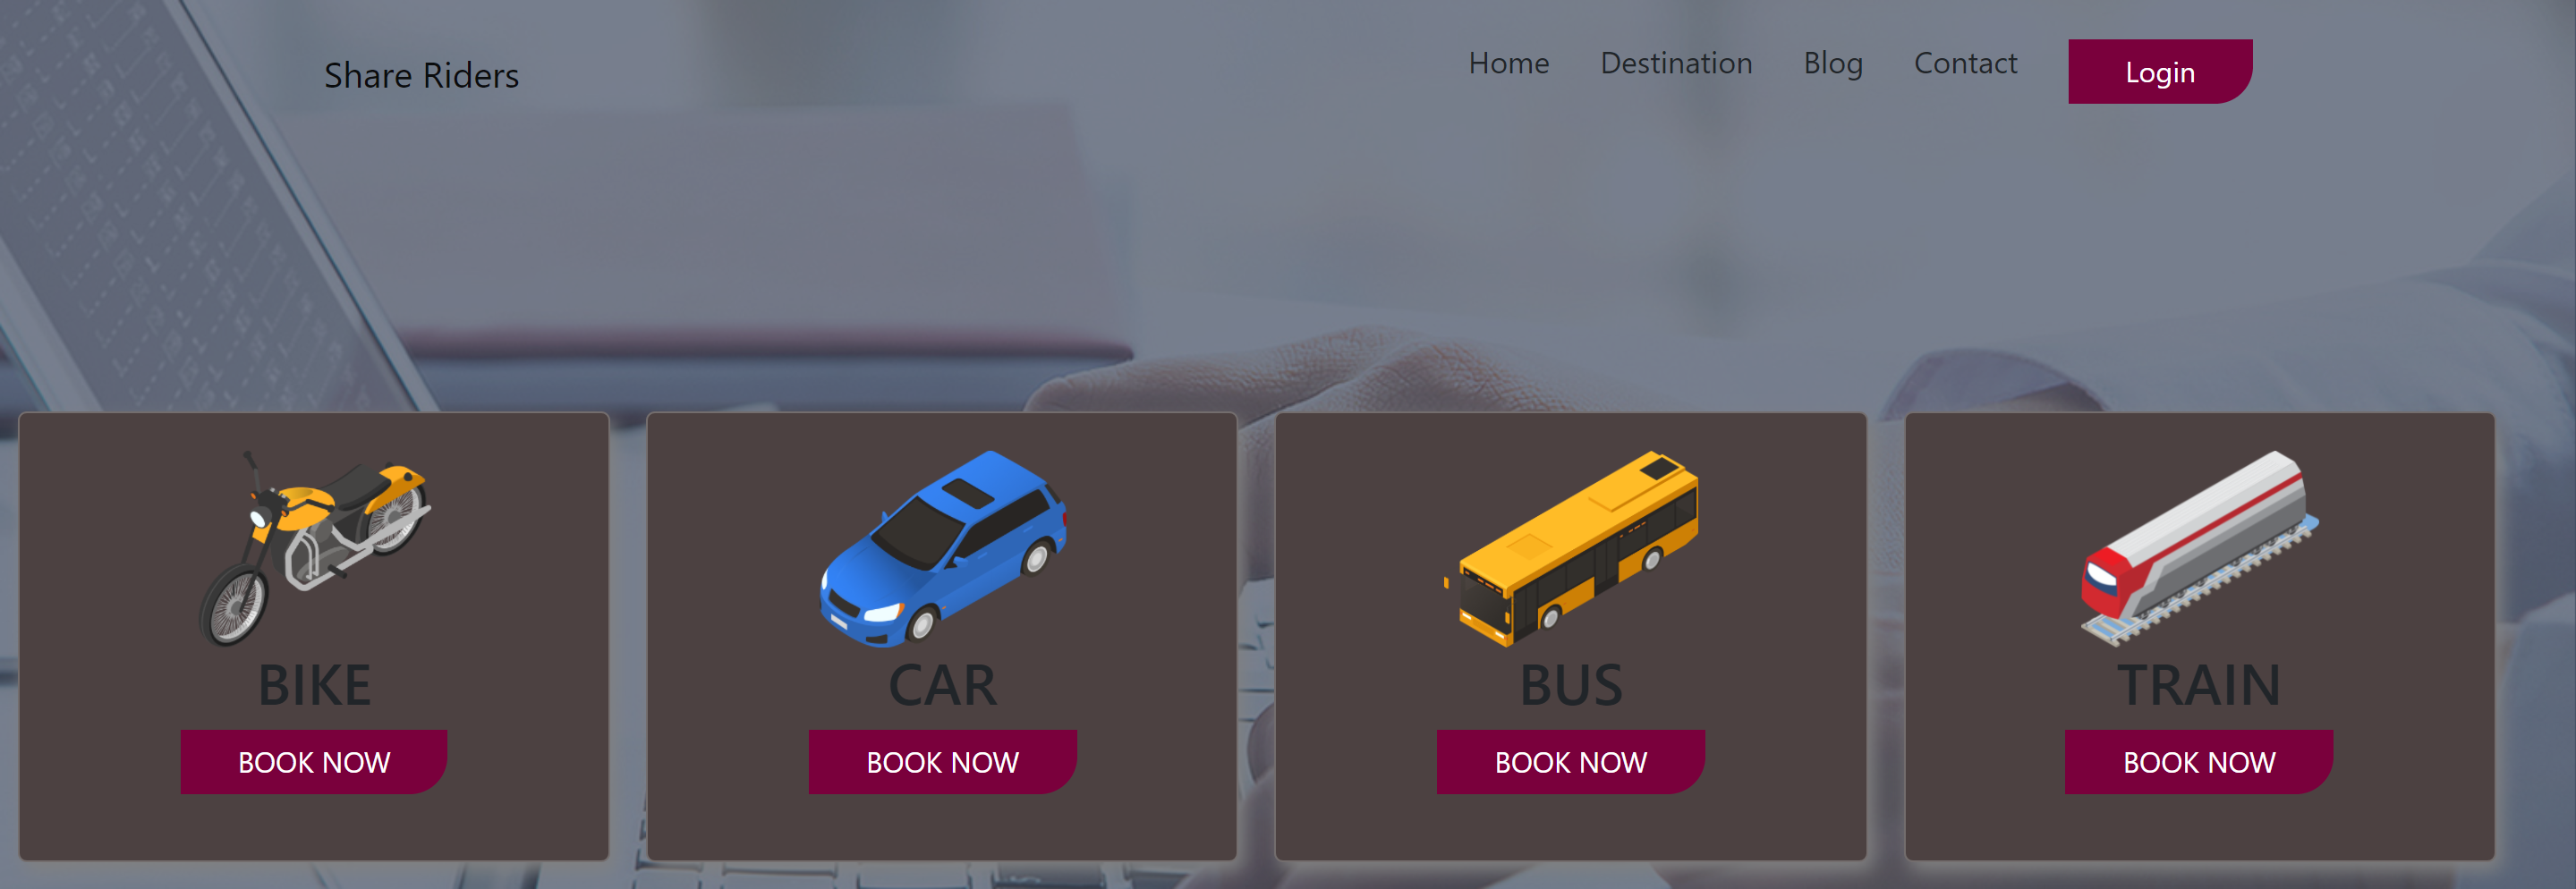 Share Riders
Home Destination Blog Contact Login
BIKE CAR BUS TRAIN
BOOK NOW BOOK NOW BOOK NOW BOOK NOW